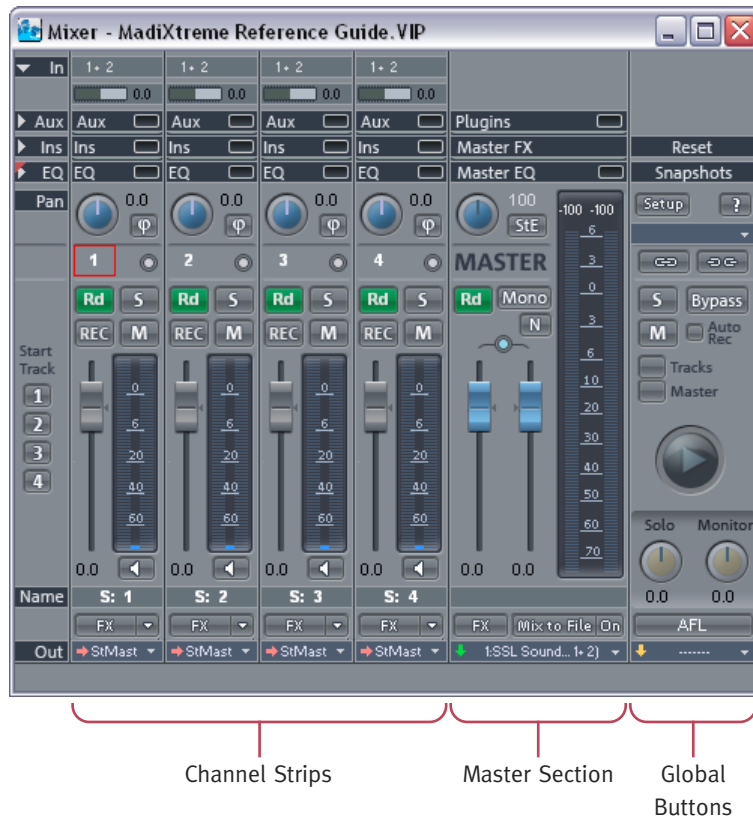 Mixer - MadiXtreme Reference Guide.VIP
In 1+ 2 1+ 2 1+ 2 1+ 2
0.0 0.0 0.0 0.0
Aux Aux Aux Aux Aux Plugins
Ins Ins Ins Ins Ins Master FX Reset
EQ EQ EQ EQ EQ Master EQ Snapshots
Pan 0.0 0.0 0.0 0.0 100 -100 -100 Setup ?
φ φ φ φ StE 6
1 2 3 4 MASTER 3
0
Rd S Rd S Rd S Rd S Rd Mono S Bypass
REC M REC M REC M REC M N 3 M Auto Rec
Start Track
6 Tracks
1 0 0 0 0 10 Master
2 6 6 6 6 20
3 20 20 20 20 30
4 40 40 40 40 40
50
60 60 60 60 60 Solo Monitor
70
0.0 0.0 0.0 0.0 0.0 0.0 0.0 0.0
Name S: 1 S: 2 S: 3 S: 4
FX FX FX FX FX Mix to File On AFL
Out StMast StMast StMast StMast 1:SSL Sound... 1+ 2) -------
Channel Strips
Master Section
Global
Buttons